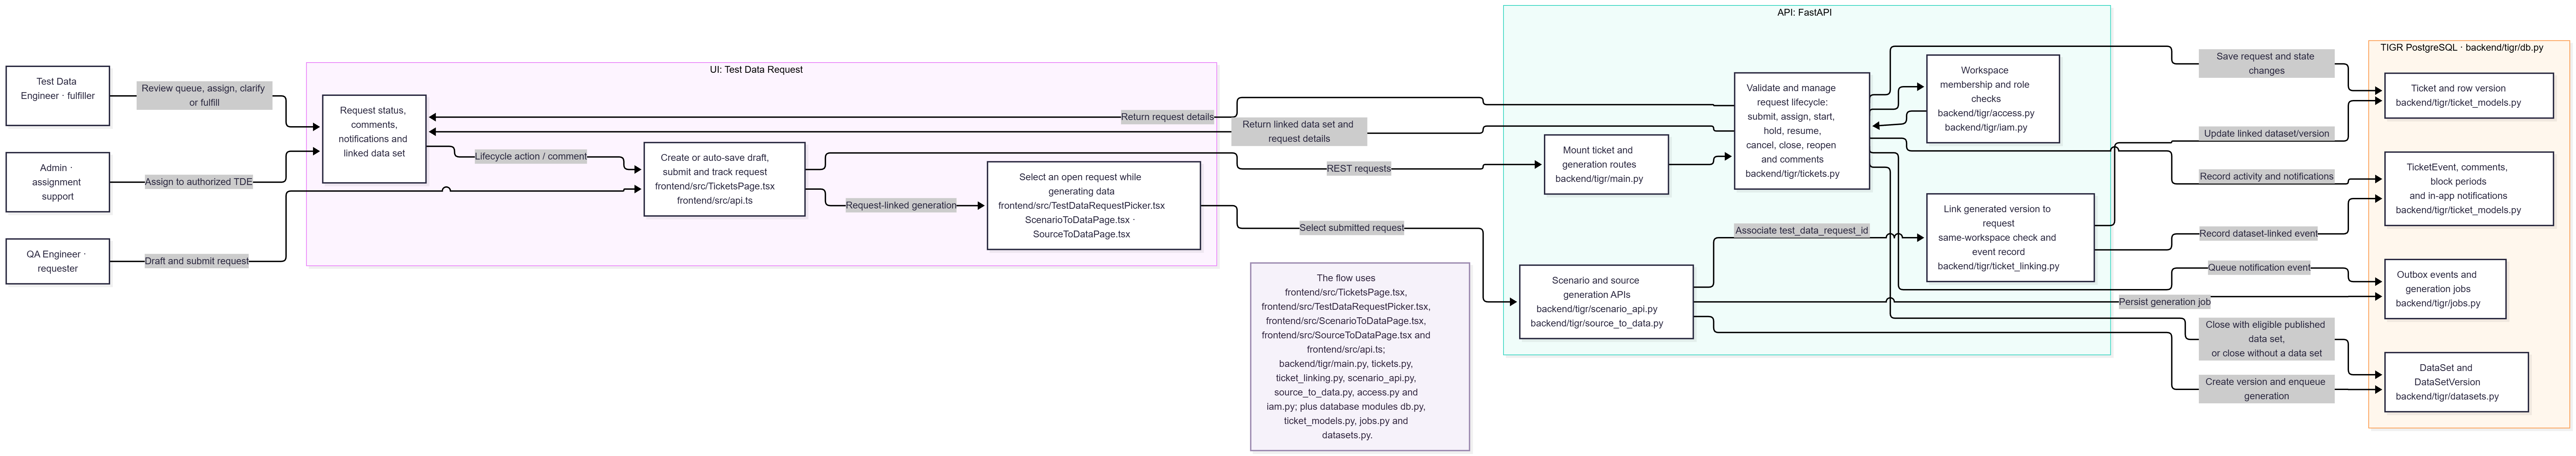 Test Data
Engineer · fulfiller
Admin ·
assignment
support
QA Engineer ·
requester
Review queue, assign, clarify
or fulfill
Assign to authorized TDE
Draft and submit request
UI: Test Data Request
Request status,
comments,
notifications and
linked data set
Lifecycle action / comment
Create or auto-save draft,
submit and track request
frontend/src/TicketsPage.tsx
frontend/src/api.ts
Request-linked generation
Select an open request while
generating data
frontend/src/TestDataRequestPicker.tsx
ScenarioToDataPage.tsx ·
SourceToDataPage.tsx
Return request details
Return linked data set and
request details
REST requests
Select submitted request
The flow uses
frontend/src/TicketsPage.tsx,
frontend/src/TestDataRequestPicker.tsx,
frontend/src/ScenarioToDataPage.tsx,
frontend/src/SourceToDataPage.tsx and
frontend/src/api.ts;
backend/tigr/main.py, tickets.py,
ticket_linking.py, scenario_api.py,
source_to_data.py, access.py and
iam.py; plus database modules db.py,
ticket_models.py, jobs.py and
datasets.py.
API: FastAPI
Mount ticket and
generation routes
backend/tigr/main.py
Validate and manage
request lifecycle:
submit, assign, start,
hold, resume,
cancel, close, reopen
and comments
backend/tigr/tickets.py
Workspace
membership and role
checks
backend/tigr/access.py
backend/tigr/iam.py
Associate test_data_request_id
Link generated version to
request
same-workspace check and
event record
backend/tigr/ticket_linking.py
Scenario and source
generation APIs
backend/tigr/scenario_api.py
backend/tigr/source_to_data.py
Save request and state
changes
Update linked dataset/version
Record activity and notifications
Record dataset-linked event
Queue notification event
Persist generation job
Close with eligible published
data set,
or close without a data set
Create version and enqueue
generation
TIGR PostgreSQL · backend/tigr/db.py
Ticket and row version
backend/tigr/ticket_models.py
TicketEvent, comments,
block periods
and in-app notifications
backend/tigr/ticket_models.py
Outbox events and
generation jobs
backend/tigr/jobs.py
DataSet and
DataSetVersion
backend/tigr/datasets.py